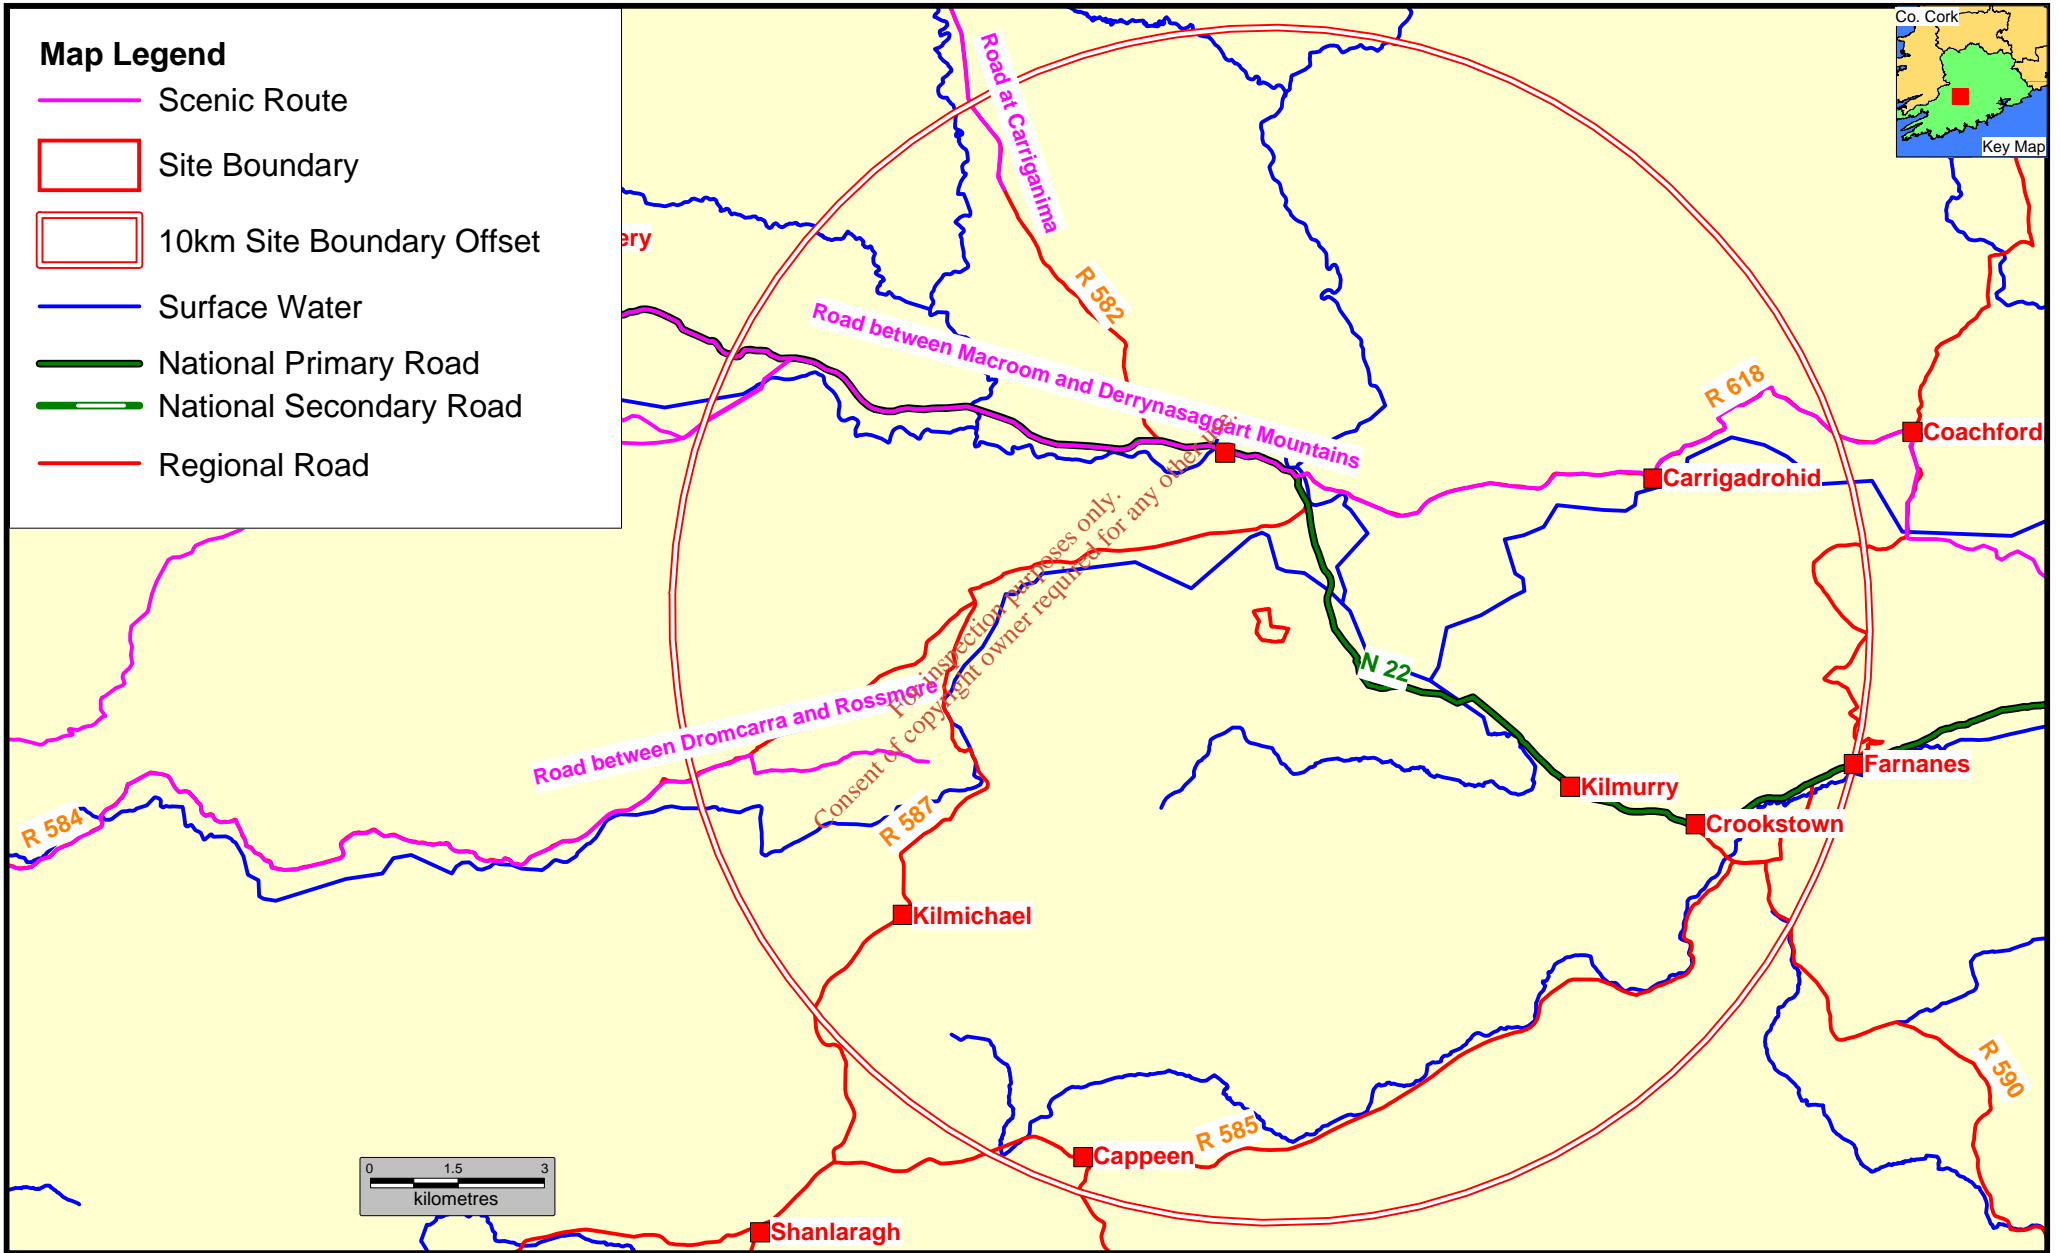 Map Legend
Scenic Route
Site Boundary
10km Site Boundary Offset
Surface Water
National Primary Road
National Secondary Road
Regional Road
Co. Cork
Key Map
Road at Carriganima
ery
R 582
Road between Macroom and Derrynasaggart Mountains
R 618
Coachford
Carrigadrohid
For inspection purposes only.
Consent of copyright owner required for any other use.
N 22
Road between Dromcarra and Rossmore
Farnanes
Kilmurry
R 584
R 587
Crookstown
Kilmichael
R 590
R 585
Cappeen
0 1.5 3
kilometres
Shanlaragh